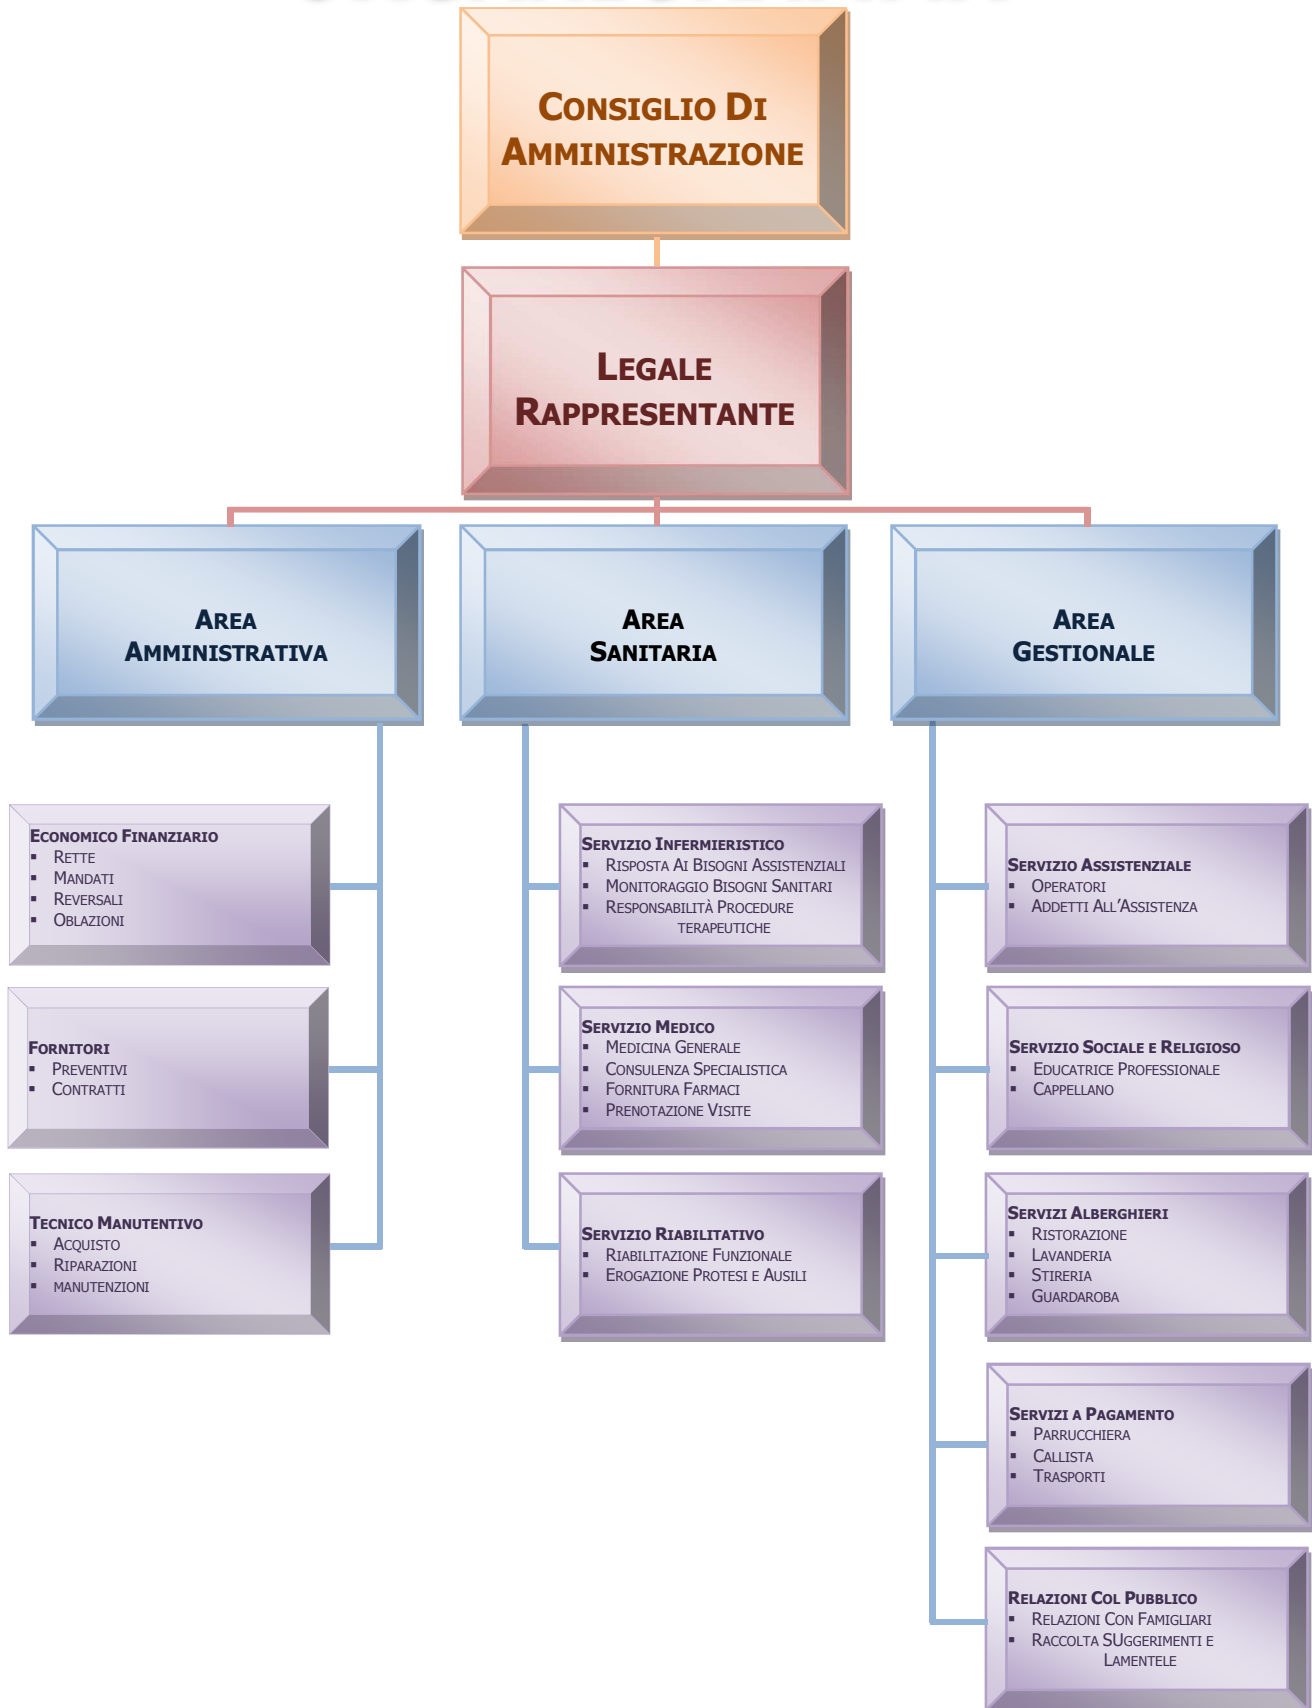 CONSIGLIO DI
AMMINISTRAZIONE
LEGALE
RAPPRESENTANTE
AREA
AMMINISTRATIVA
AREA
SANITARIA
AREA
GESTIONALE
ECONOMICO FINANZIARIO
▪ RETTE
▪ MANDATI
▪ REVERSALI
▪ OBLAZIONI
FORNITORI
▪ PREVENTIVI
▪ CONTRATTI
TECNICO MANUTENTIVO
▪ ACQUISTO
▪ RIPARAZIONI
▪ MANUTENZIONI
SERVIZIO INFERMIERISTICO
▪ RISPOSTA AI BISOGNI ASSISTENZIALI
▪ MONITORAGGIO BISOGNI SANITARI
▪ RESPONSABILITÀ PROCEDURE
TERAPEUTICHE
SERVIZIO MEDICO
▪ MEDICINA GENERALE
▪ CONSULENZA SPECIALISTICA
▪ FORNITURA FARMACI
▪ PRENOTAZIONE VISITE
SERVIZIO RIABILITATIVO
▪ RIABILITAZIONE FUNZIONALE
▪ EROGAZIONE PROTESI E AUSILI
SERVIZIO ASSISTENZIALE
▪ OPERATORI
▪ ADDETTI ALL'ASSISTENZA
SERVIZIO SOCIALE E RELIGIOSO
▪ EDUCATRICE PROFESSIONALE
▪ CAPPELLANO
SERVIZI ALBERGHIERI
▪ RISTORAZIONE
▪ LAVANDERIA
▪ STIRERIA
▪ GUARDAROBA
SERVIZI A PAGAMENTO
▪ PARRUCCHIERA
▪ CALLISTA
▪ TRASPORTI
RELAZIONI COL PUBBLICO
▪ RELAZIONI CON FAMIGLIARI
▪ RACCOLTA SUGGERIMENTI E
LAMENTELE